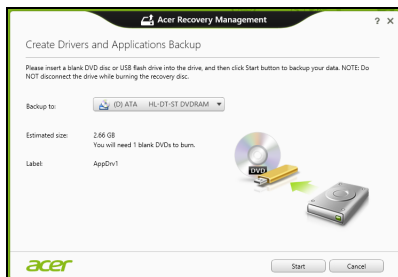 Acer Recovery Management
? ×
Create Drivers and Applications Backup
Please insert a blank DVD disc or USB flash drive into the drive, and then click Start button to backup your data. NOTE: Do
NOT disconnect the drive while burning the recovery disc.
Backup to: (D) ATA HL-DT-ST DVDRAM
Estimated size: 2.66 GB
You will need 1 blank DVDs to burn.
Label: AppDrv1
DVD
acer Start Cancel